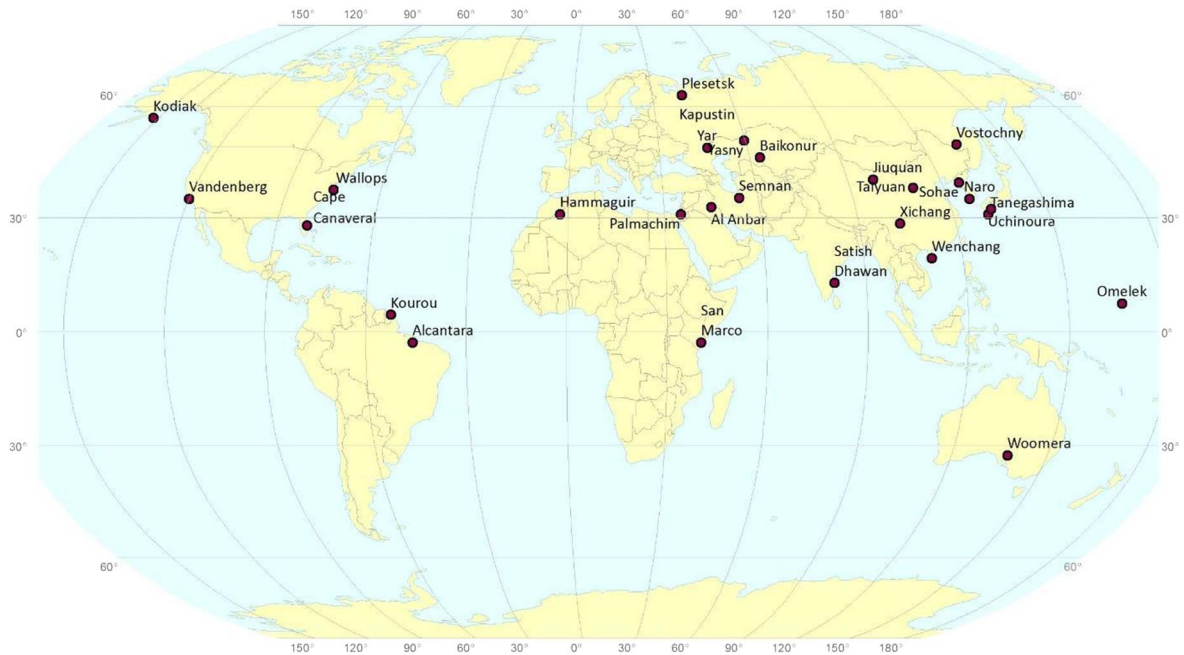 150° 120° 90° 60° 30° 0° 30° 60° 90° 120° 150° 180°
Plesetsk
60° 60°
Kodiak
Kapustin
Yar
Vostochny
Yasny
Baikonur
Jiuquan
Wallops
Vandenberg
Semnan
Taiyuan
Sohae
Naro
Cape
Canaveral
Hammaguir
Tanegashima
30° 30°
Palmachim
Al Anbar
Xichang
Uchinoura
Satish
Dhawan
Wenchang
Omelek
Kourou
San
Marco
Alcantara
0° 0°
Woomera
30° 30°
60° 60°
150° 120° 90° 60° 30° 0° 30° 60° 90° 120° 150° 180°